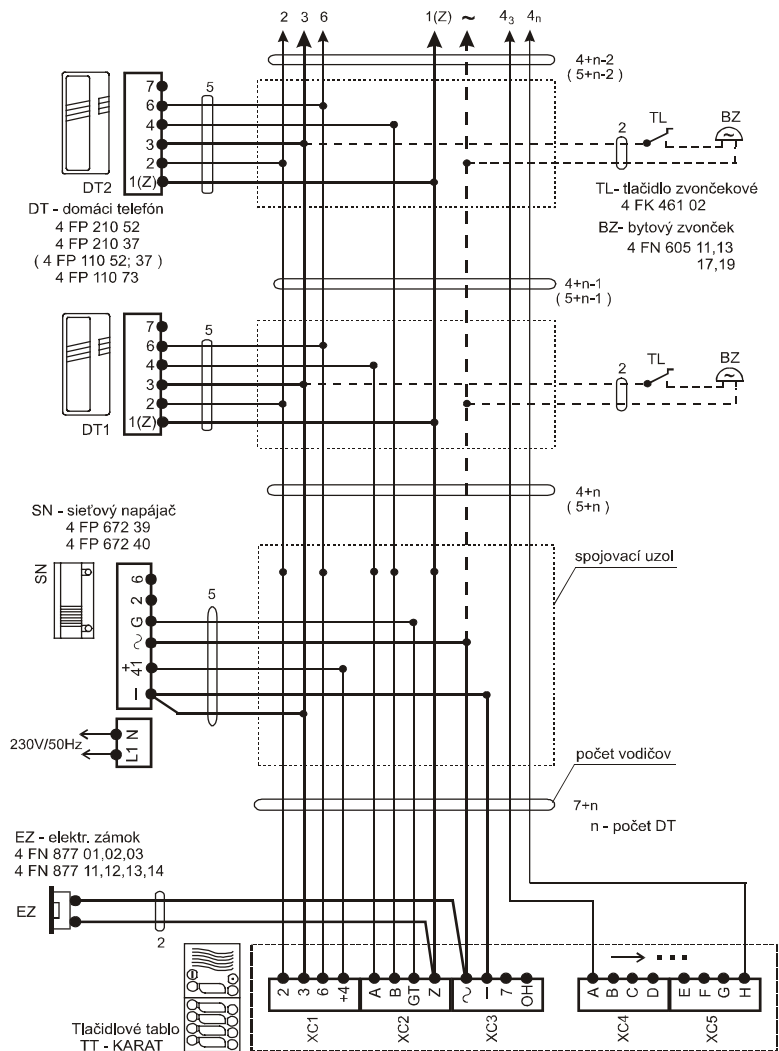 2 3 6 1(Z) ~ 4₃ 4ₙ
4+n-2
( 5+n-2 )
7
6
4
3
2
1(Z)
5
DT2
2 TL BZ
~
TL- tlačidlo zvončekové
4 FK 461 02
BZ- bytový zvonček
4 FN 605 11,13
17,19
DT - domáci telefón
4 FP 210 52
4 FP 210 37
( 4 FP 110 52; 37 )
4 FP 110 73
4+n-1
( 5+n-1 )
7
6
4
3
2
1(Z)
5
DT1
2 TL BZ
~
4+n
( 5+n )
SN - sieťový napájač
4 FP 672 39
4 FP 672 40
SN
6
2
G
~
+
41
–
5
spojovací uzol
230V/50Hz
N
L1
počet vodičov
7+n
n - počet DT
EZ - elektr. zámok
4 FN 877 01,02,03
4 FN 877 11,12,13,14
EZ
2
2 3 6 +4 A B GT Z ~ – 7 OH A B C D E F G H
XC1 XC2 XC3 XC4 XC5
Tlačidlové tablo
TT - KARAT